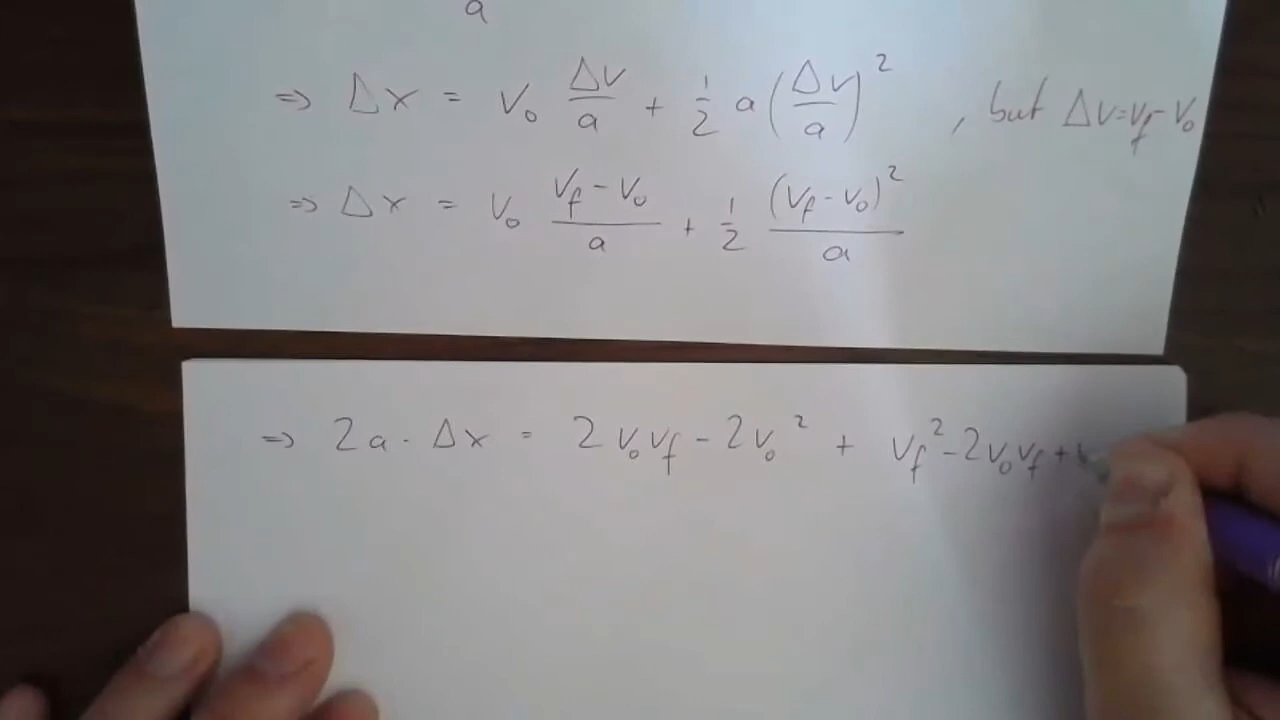 a
⇒ Δx = v₀ Δv/a + 1/2 a(Δv/a)² , but Δv=v_f-v₀
⇒ Δx = v₀ (v_f - v₀)/a + 1/2 (v_f - v₀)²/a
⇒ 2a · Δx = 2v₀v_f - 2v₀² + v_f² - 2v₀v_f +